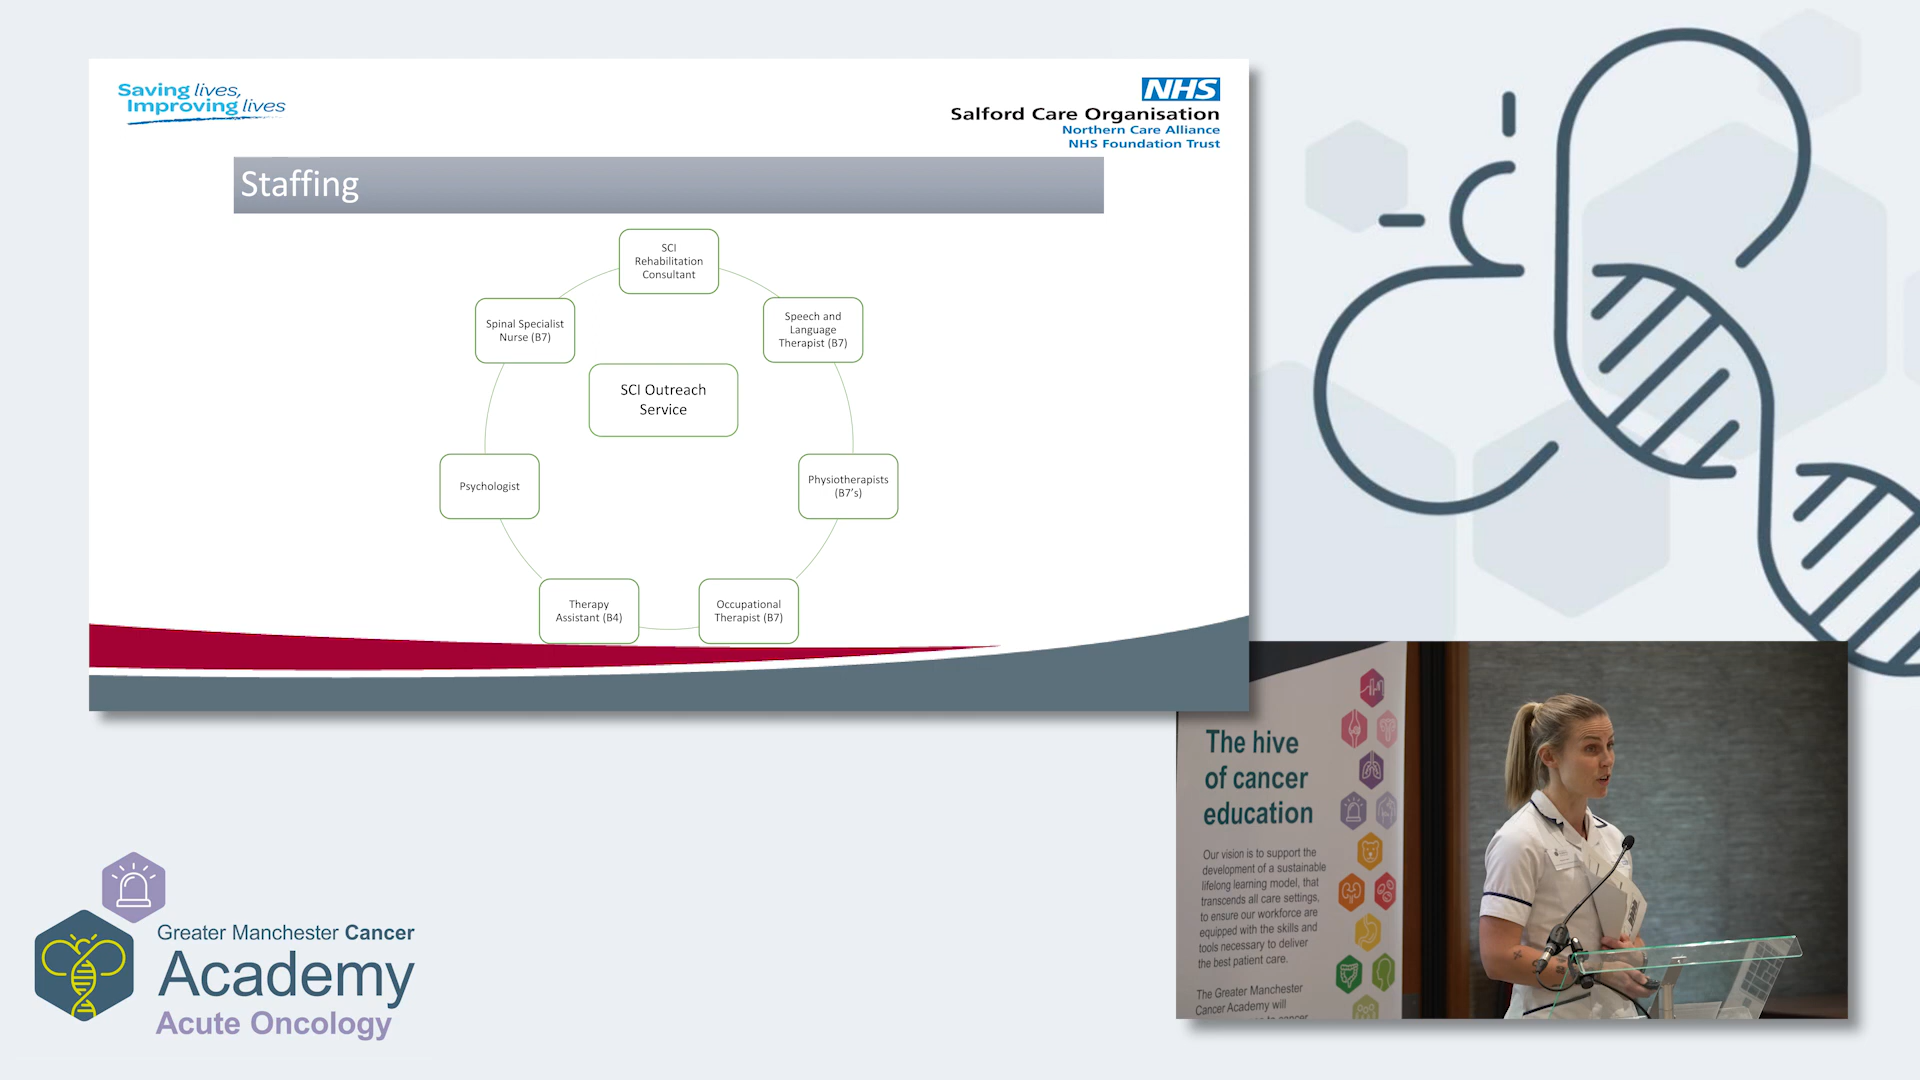 Saving lives,
Improving lives
NHS
Salford Care Organisation
Northern Care Alliance
NHS Foundation Trust
Staffing
SCI
Rehabilitation
Consultant
Speech and
Language
Therapist (B7)
Physiotherapists
(B7's)
Occupational
Therapist (B7)
Therapy
Assistant (B4)
Psychologist
Spinal Specialist
Nurse (B7)
SCI Outreach
Service
The hive
of cancer
education
Our vision is to support the
development of a sustainable
lifelong learning model, that
transcends all care settings,
to ensure our workforce are
equipped with the skills and
tools necessary to deliver
the best patient care.
The Greater Manchester
Cancer Academy will
Greater Manchester Cancer
Academy
Acute Oncology